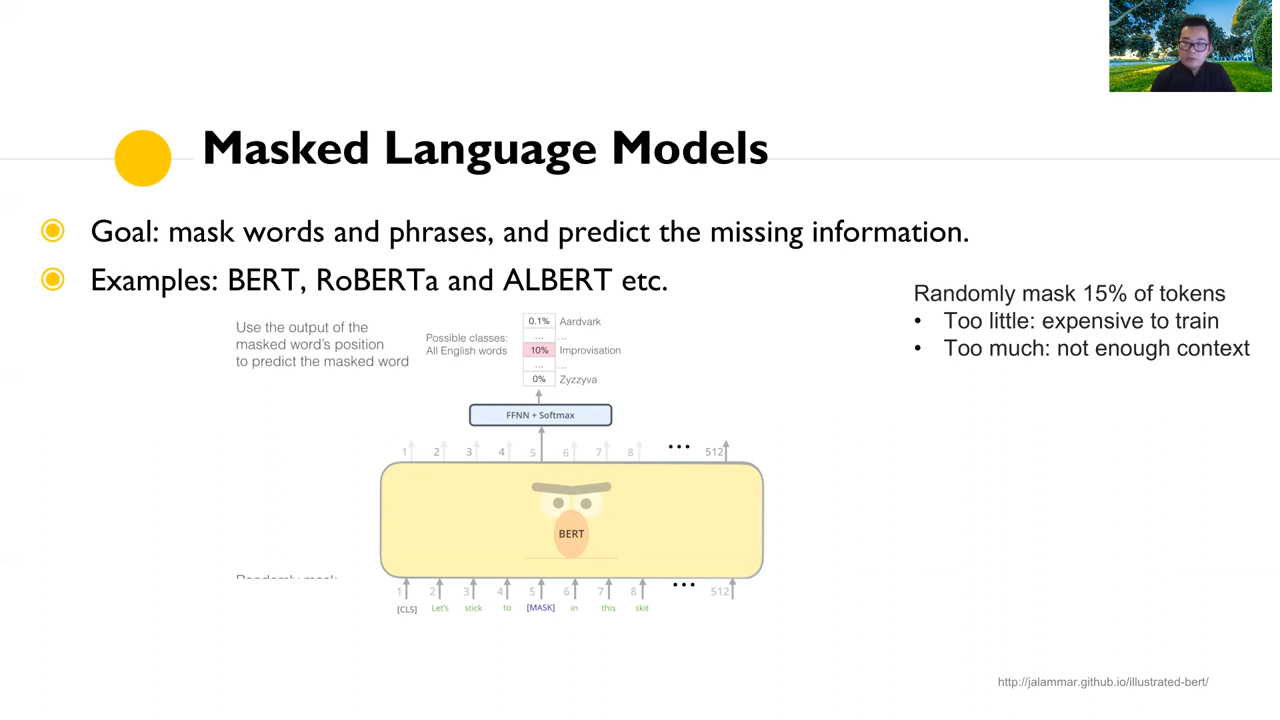 Masked Language Models
Goal: mask words and phrases, and predict the missing information.
Examples: BERT, RoBERTa and ALBERT etc.
Randomly mask 15% of tokens
• Too little: expensive to train
• Too much: not enough context
Use the output of the
masked word's position
to predict the masked word
Possible classes:
All English words
0.1% Aardvark
... ...
10% Improvisation
... ...
0% Zyzzyva
FFNN + Softmax
1 2 3 4 5 6 7 8 ••• 512
BERT
Randomly mask
1 2 3 4 5 6 7 8 ••• 512
[CLS] Let's stick to [MASK] in this skit
http://jalammar.github.io/illustrated-bert/